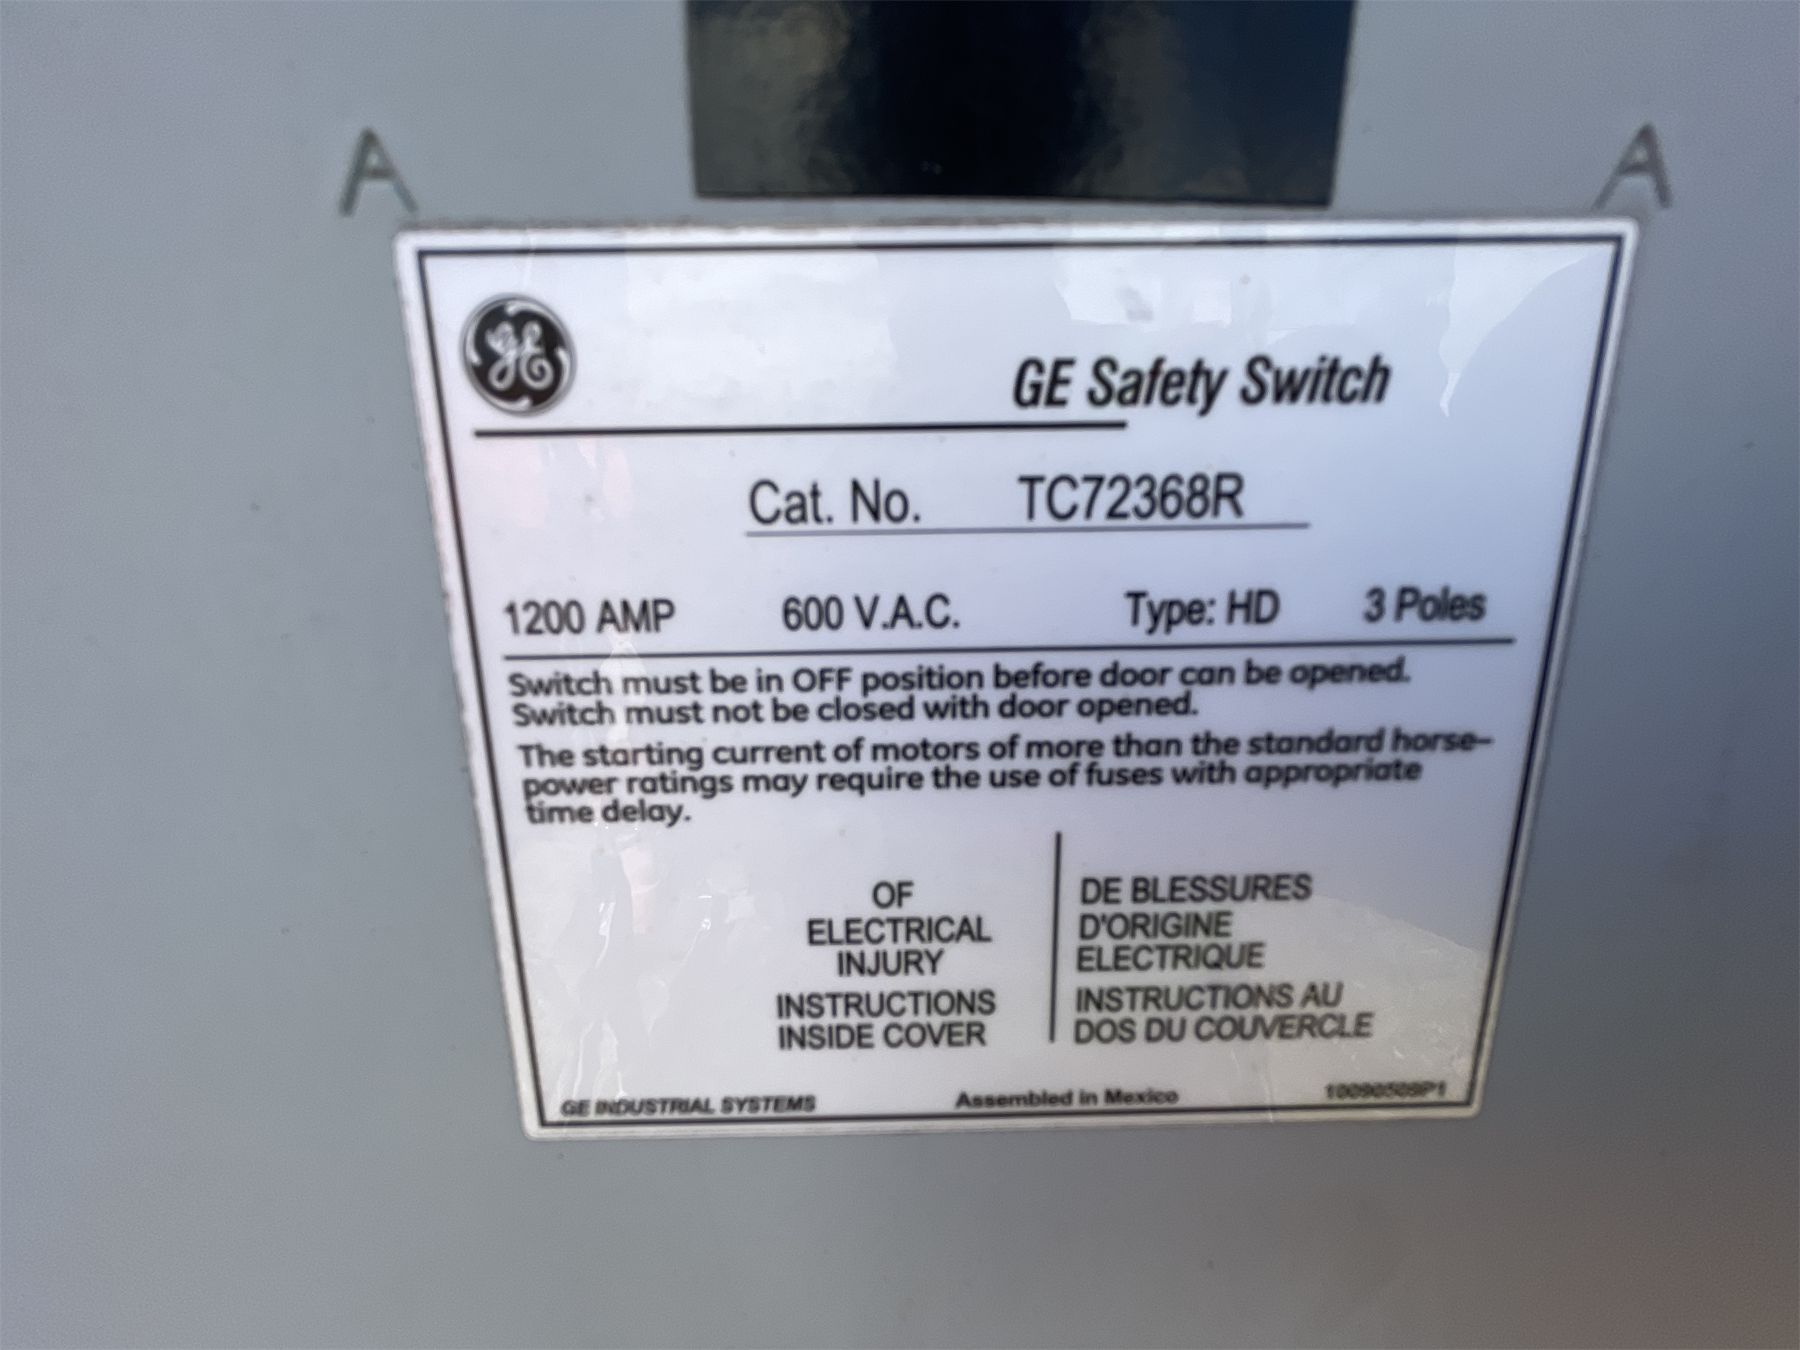 A A
GE
GE Safety Switch
Cat. No. TC72368R
1200 AMP 600 V.A.C. Type: HD 3 Poles
Switch must be in OFF position before door can be opened.
Switch must not be closed with door opened.
The starting current of motors of more than the standard horse-
power ratings may require the use of fuses with appropriate
time delay.
OF
ELECTRICAL
INJURY
INSTRUCTIONS
INSIDE COVER
DE BLESSURES
D'ORIGINE
ELECTRIQUE
INSTRUCTIONS AU
DOS DU COUVERCLE
GE INDUSTRIAL SYSTEMS Assembled in Mexico